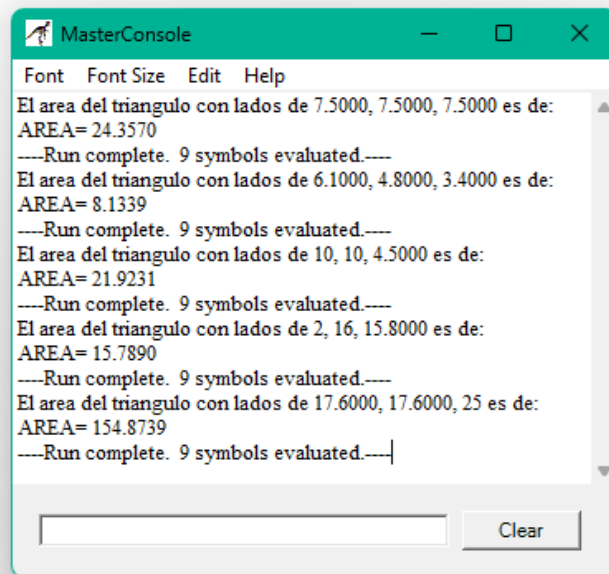 MasterConsole
Font Font Size Edit Help
El area del triangulo con lados de 7.5000, 7.5000, 7.5000 es de:
AREA= 24.3570
----Run complete. 9 symbols evaluated.----
El area del triangulo con lados de 6.1000, 4.8000, 3.4000 es de:
AREA= 8.1339
----Run complete. 9 symbols evaluated.----
El area del triangulo con lados de 10, 10, 4.5000 es de:
AREA= 21.9231
----Run complete. 9 symbols evaluated.----
El area del triangulo con lados de 2, 16, 15.8000 es de:
AREA= 15.7890
----Run complete. 9 symbols evaluated.----
El area del triangulo con lados de 17.6000, 17.6000, 25 es de:
AREA= 154.8739
----Run complete. 9 symbols evaluated.----
Clear